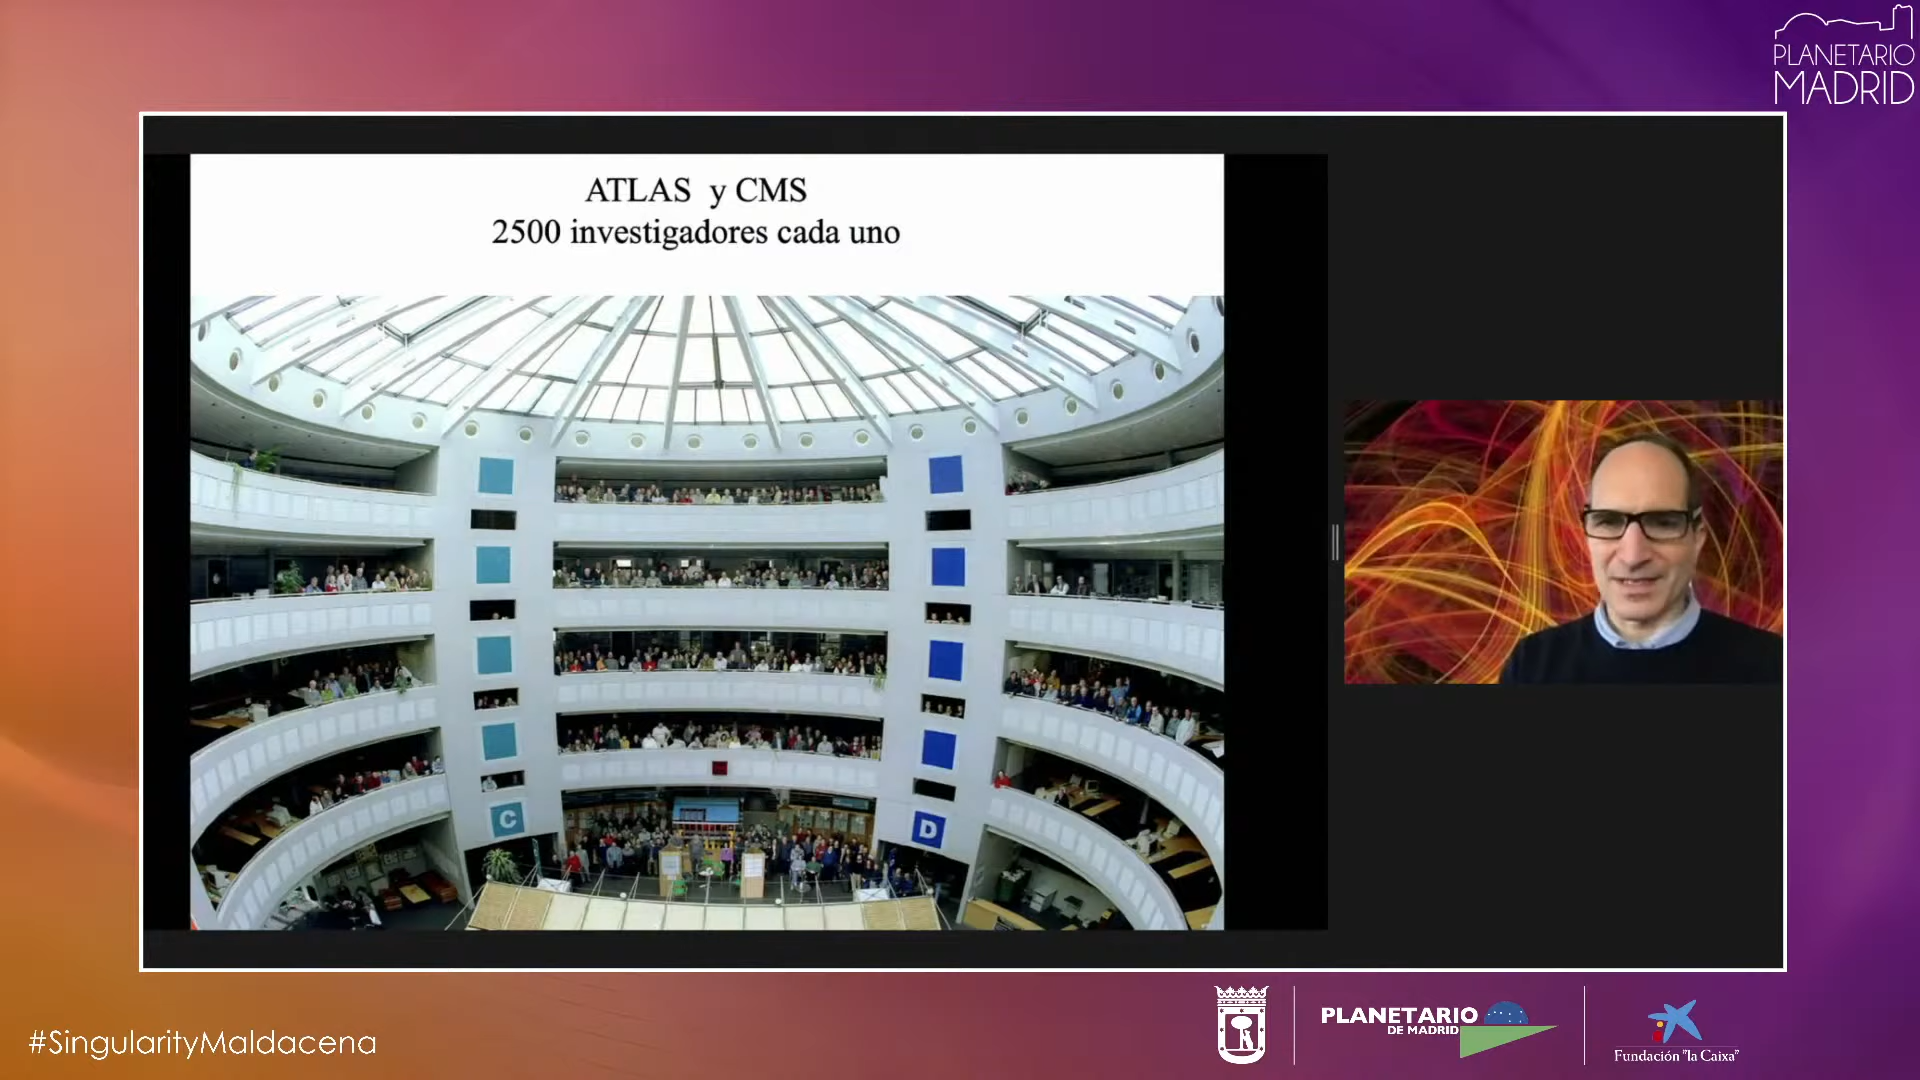 PLANETARIO
MADRID
ATLAS y CMS
2500 investigadores cada uno
C
D
#SingularityMaldacena
PLANETARIO
DE MADRID
Fundación "la Caixa"